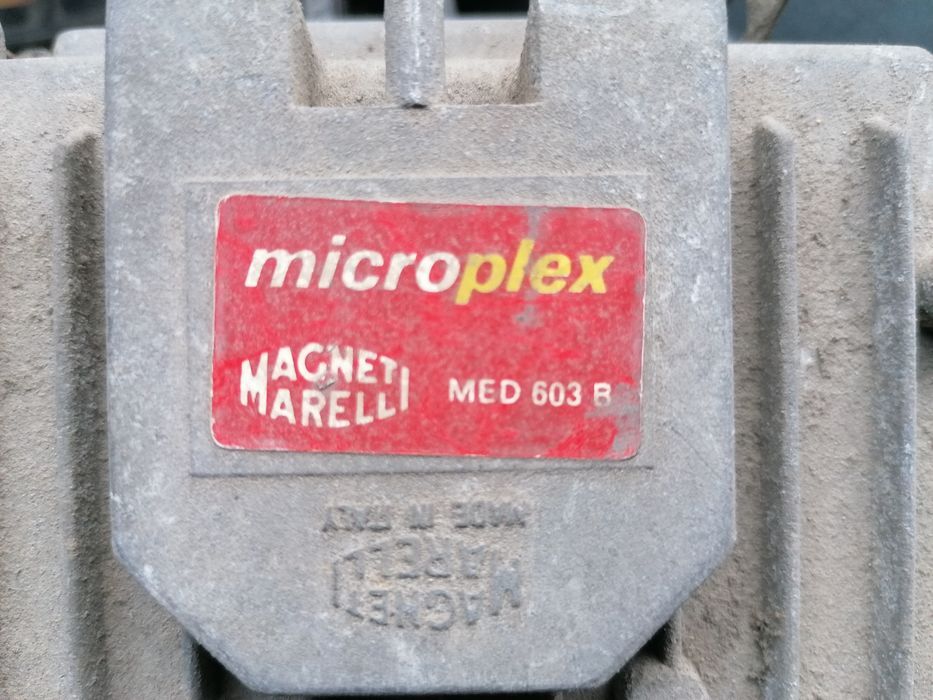 microplex
MAGNETI
MARELLI
MED 603 B
MADE IN ITALY
MAGNETI
MARELLI